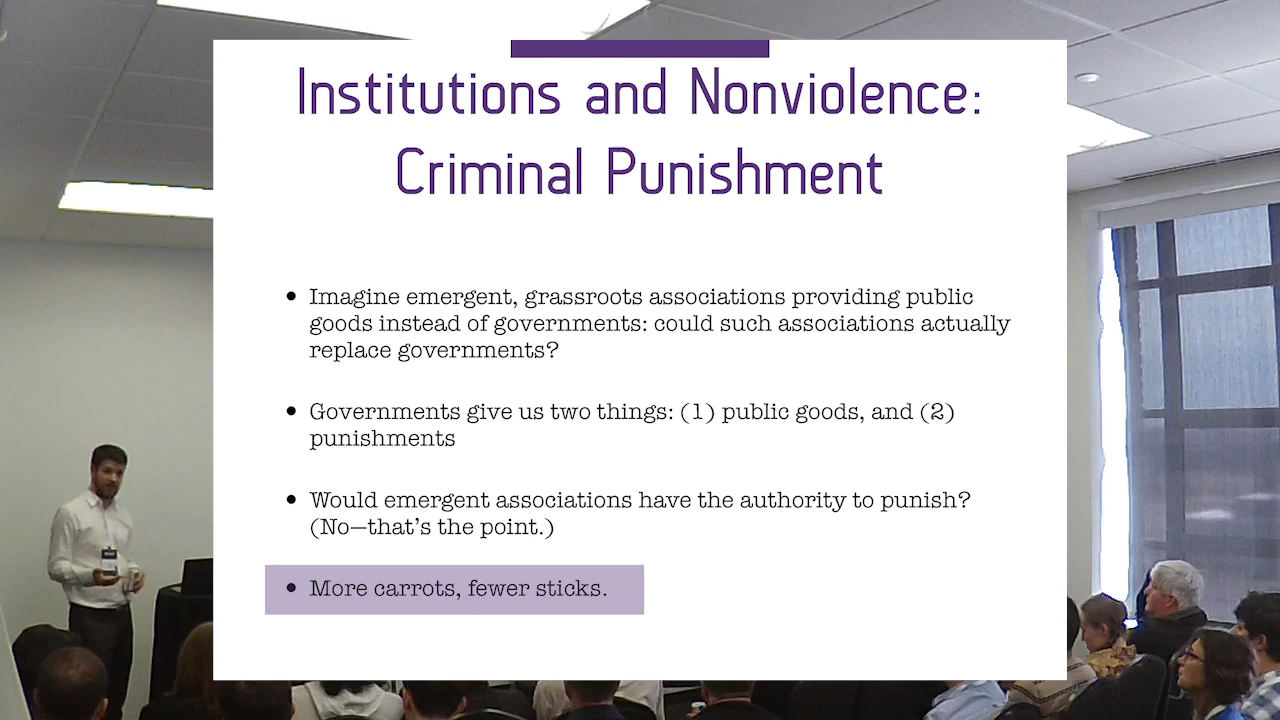 Institutions and Nonviolence:
Criminal Punishment
• Imagine emergent, grassroots associations providing public
goods instead of governments: could such associations actually
replace governments?
• Governments give us two things: (1) public goods, and (2)
punishments
• Would emergent associations have the authority to punish?
(No—that's the point.)
• More carrots, fewer sticks.